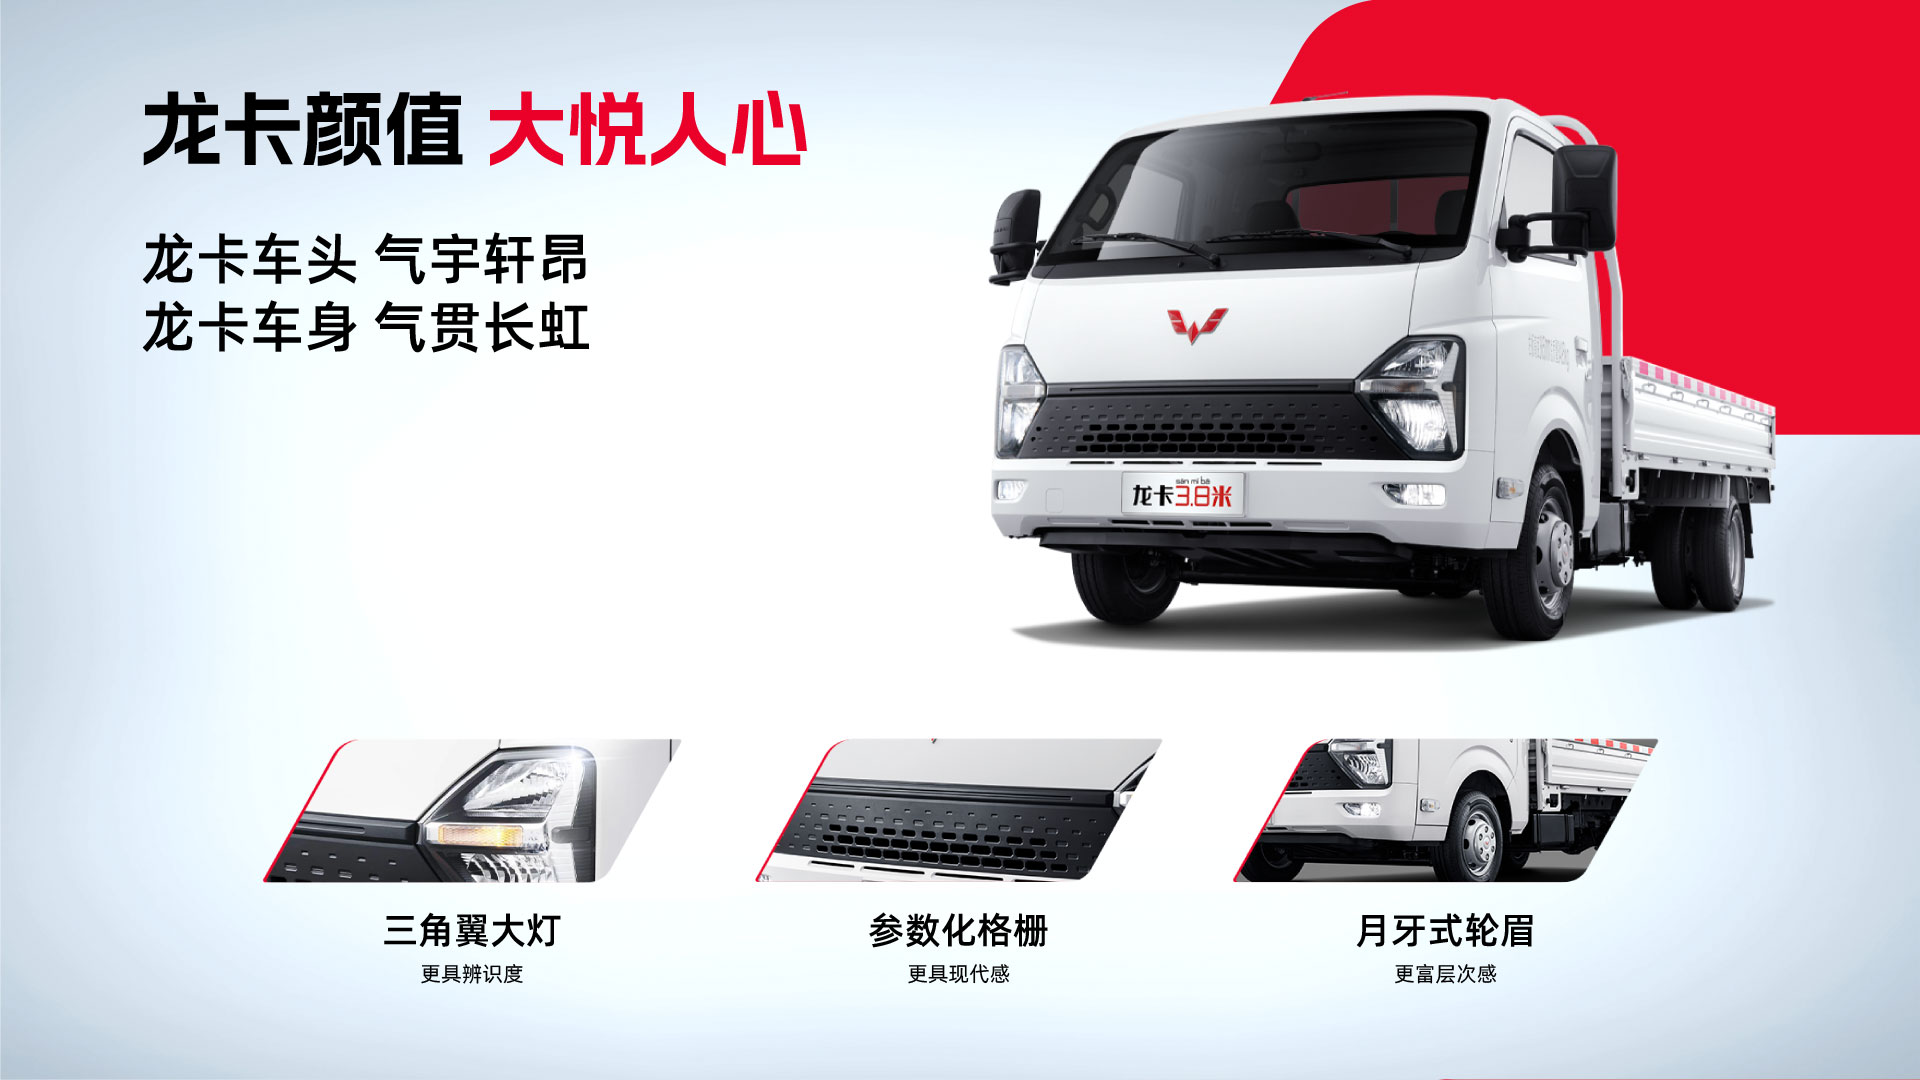 龙卡颜值 大悦人心
龙卡车头 气宇轩昂
龙卡车身 气贯长虹
sān mǐ bā
龙卡3.8米
三角翼大灯
更具辨识度
参数化格栅
更具现代感
月牙式轮眉
更富层次感